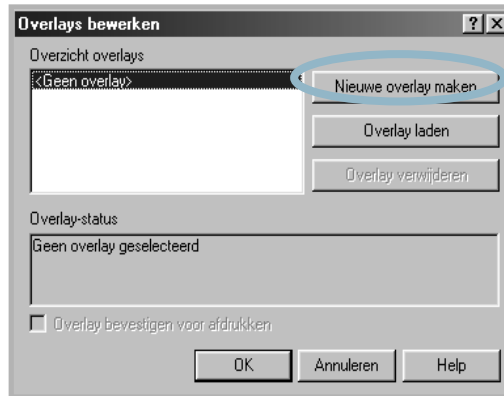 Overlays bewerken
Overzicht overlays
<Geen overlay>
Nieuwe overlay maken
Overlay laden
Overlay verwijderen
Overlay-status
Geen overlay geselecteerd
Overlay bevestigen voor afdrukken
OK
Annuleren
Help